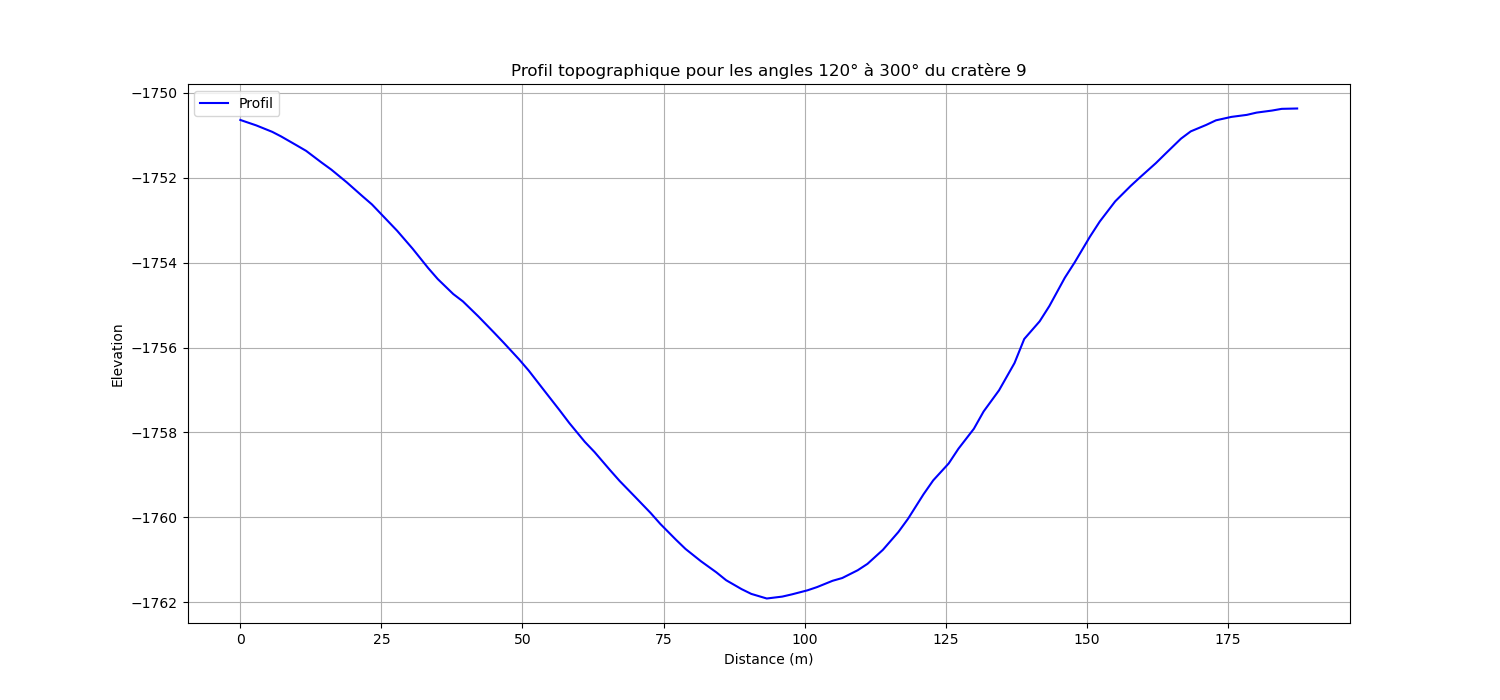 Profil topographique pour les angles 120° à 300° du cratère 9
Profil
−1750
−1752
−1754
−1756
−1758
−1760
−1762
Elevation
0 25 50 75 100 125 150 175
Distance (m)